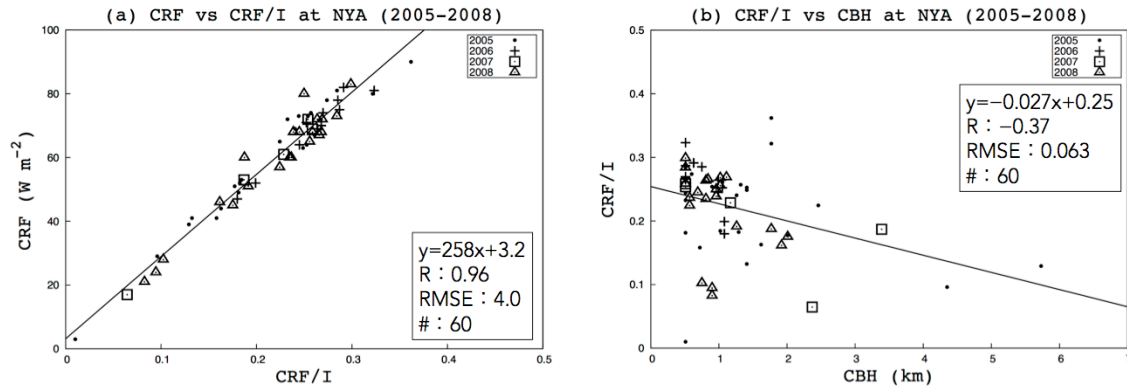 (a) CRF vs CRF/I at NYA (2005-2008)
100
80
60
40
20
0
CRF (W m-2)
2005
2006
2007
2008
y=258x+3.2
R：0.96
RMSE：4.0
#：60
0 0.1 0.2 0.3 0.4 0.5
CRF/I
(b) CRF/I vs CBH at NYA (2005-2008)
0.5
0.4
0.3
0.2
0.1
0
CRF/I
2005
2006
2007
2008
y=−0.027x+0.25
R：−0.37
RMSE：0.063
#：60
0 1 2 3 4 5 6
CBH (km)